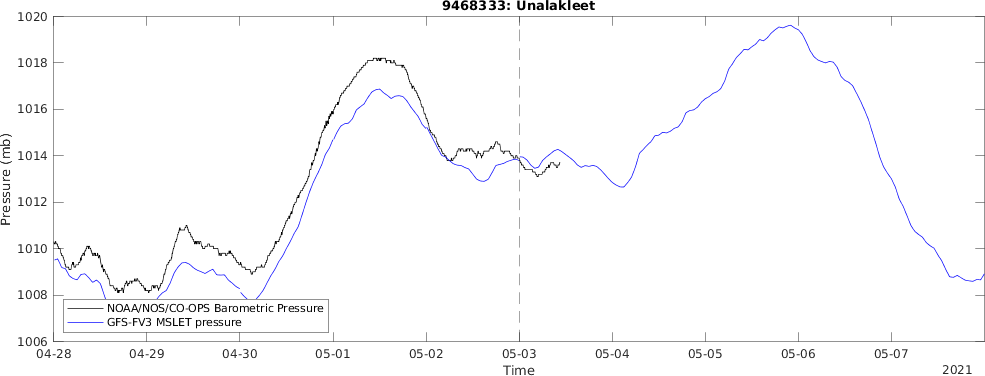 9468333: Unalakleet
1020
1018
1016
1014
1012
1010
1008
1006
Pressure (mb)
NOAA/NOS/CO-OPS Barometric Pressure
GFS-FV3 MSLET pressure
04-28 04-29 04-30 05-01 05-02 05-03 05-04 05-05 05-06 05-07
Time
2021